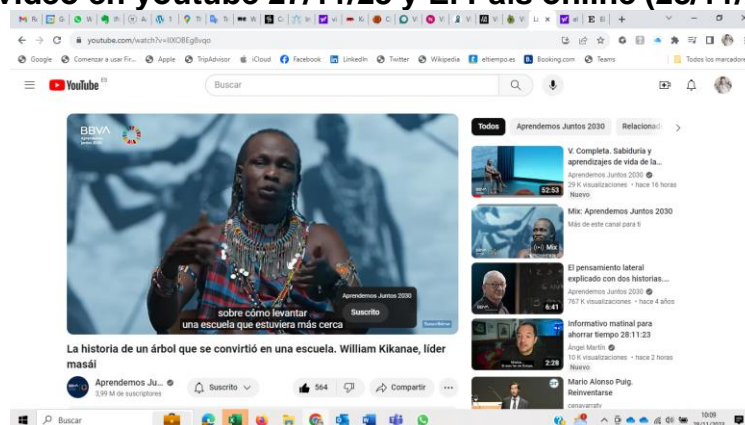 video en youtube 27/11/23 y El País online (28/11/
youtube.com/watch?v=
Google
Comenzar a usar Fir...
Apple
TripAdvisor
iCloud
Facebook
LinkedIn
Twitter
Wikipedia
eltiempo.es
Booking.com
Teams
Todos los marcadores
YouTube ES
Buscar
BBVA
Aprendemos juntos 2030
sobre cómo levantar
una escuela que estuviera más cerca
Aprendemos Juntos 2030
Suscrito
La historia de un árbol que se convirtió en una escuela. William Kikanae, líder
masái
Aprendemos Ju...
3,99 M de suscriptores
Suscrito
564
Compartir
Todos
Aprendemos Juntos 2030
Relacionad
V. Completa. Sabiduría y
aprendizajes de vida de la...
Aprendemos Juntos 2030
29 K visualizaciones • hace 16 horas
Nuevo
52:53
Mix: Aprendemos Juntos 2030
Más de este canal para ti
Mix
El pensamiento lateral
explicado con dos historias....
Aprendemos Juntos 2030
767 K visualizaciones • hace 4 años
6:41
Informativo matinal para
ahorrar tiempo 28:11:23
Ángel Martín
10 K visualizaciones • hace 2 horas
Nuevo
2:28
Mario Alonso Puig.
Reinventarse
cenavarratv
Buscar
10:09
28/11/2023